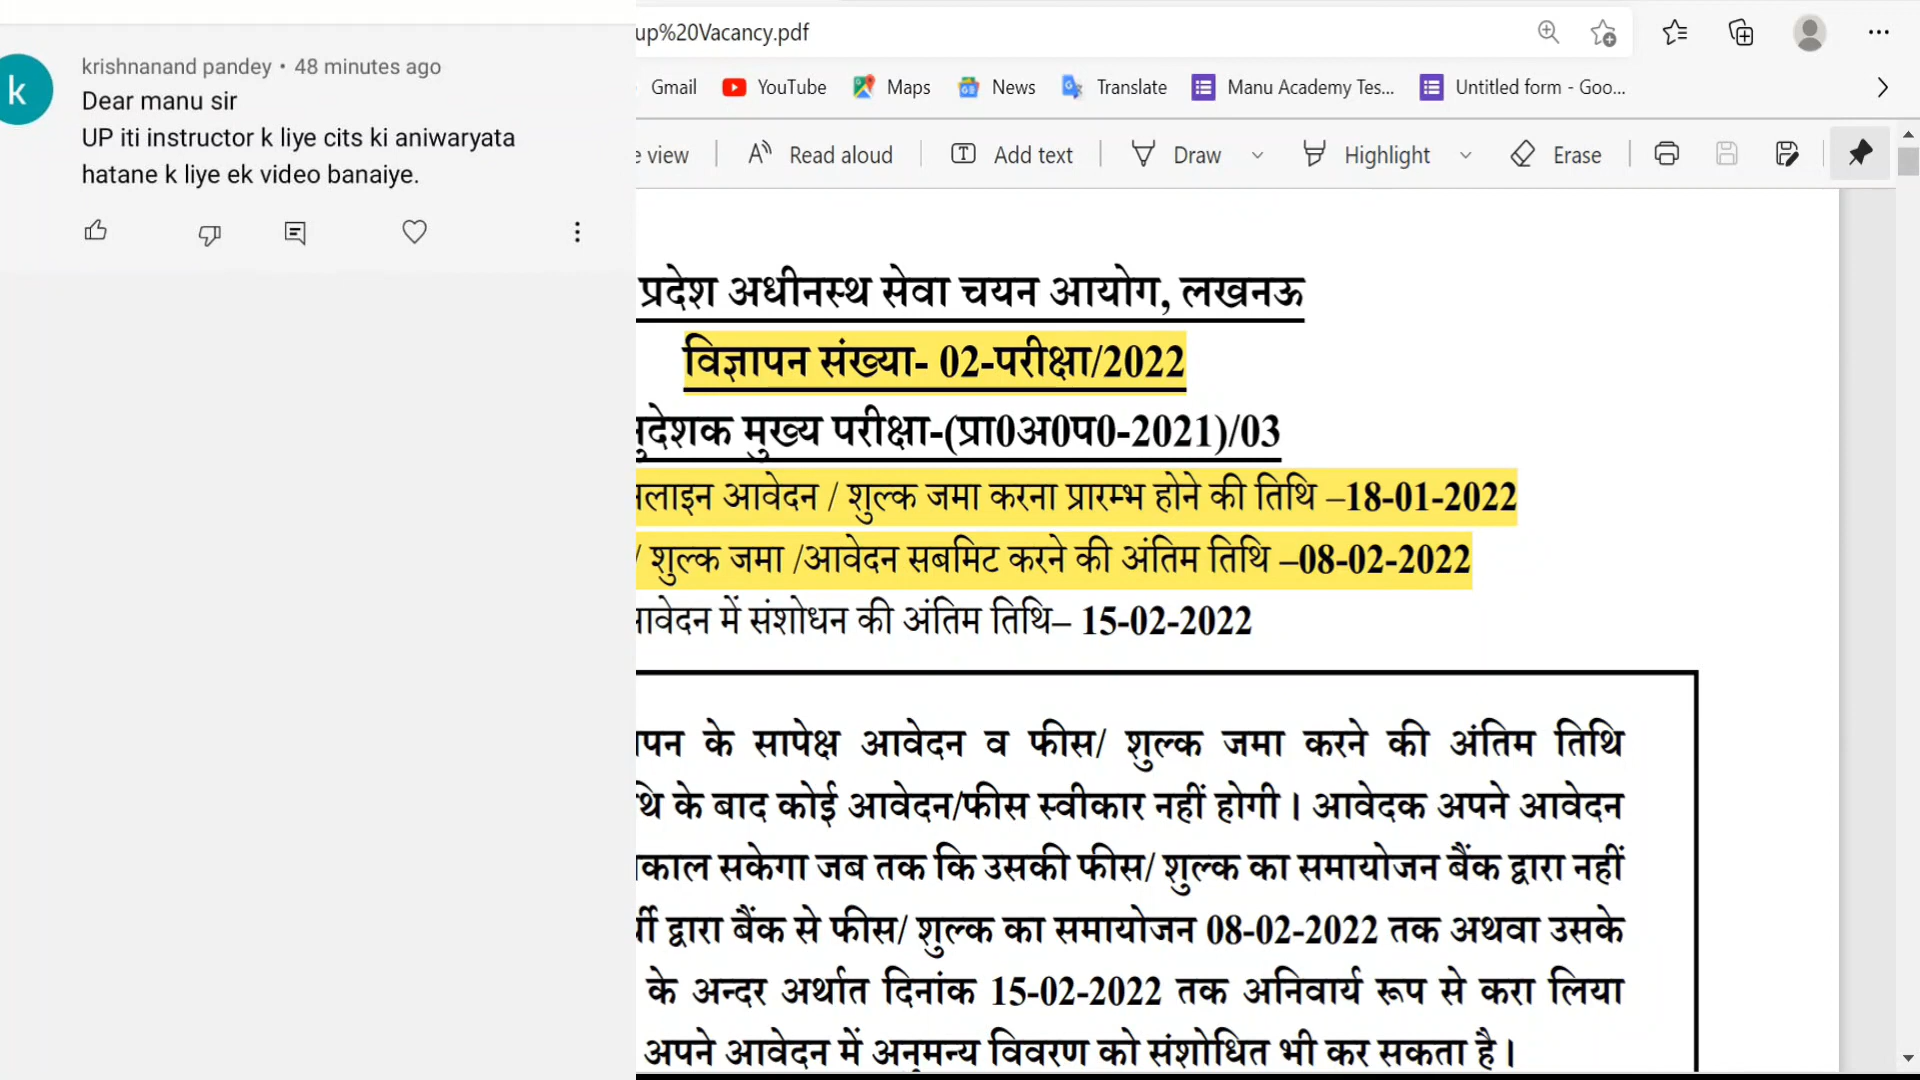 krishnanand pandey • 48 minutes ago
Dear manu sir
UP iti instructor k liye cits ki aniwaryata
hatane k liye ek video banaiye.
k
up%20Vacancy.pdf
Gmail YouTube Maps News Translate Manu Academy Tes... Untitled form - Goo...
e view Read aloud Add text Draw Highlight Erase
प्रदेश अधीनस्थ सेवा चयन आयोग, लखनऊ
विज्ञापन संख्या- 02-परीक्षा/2022
मुख्य परीक्षा-(प्रा0अ0प0-2021)/03
आवेदन / शुल्क जमा करना प्रारम्भ होने की तिथि –18-01-2022
/ शुल्क जमा /आवेदन सबमिट करने की अंतिम तिथि –08-02-2022
में संशोधन की अंतिम तिथि– 15-02-2022
के सापेक्ष आवेदन व फीस/ शुल्क जमा करने की अंतिम तिथि
के बाद कोई आवेदन/फीस स्वीकार नहीं होगी। आवेदक अपने आवेदन
सकेगा जब तक कि उसकी फीस/ शुल्क का समायोजन बैंक द्वारा नहीं
द्वारा बैंक से फीस/ शुल्क का समायोजन 08-02-2022 तक अथवा उसके
के अन्दर अर्थात दिनांक 15-02-2022 तक अनिवार्य रूप से करा लिया
अपने आवेदन में अनुमन्य विवरण को संशोधित भी कर सकता है।